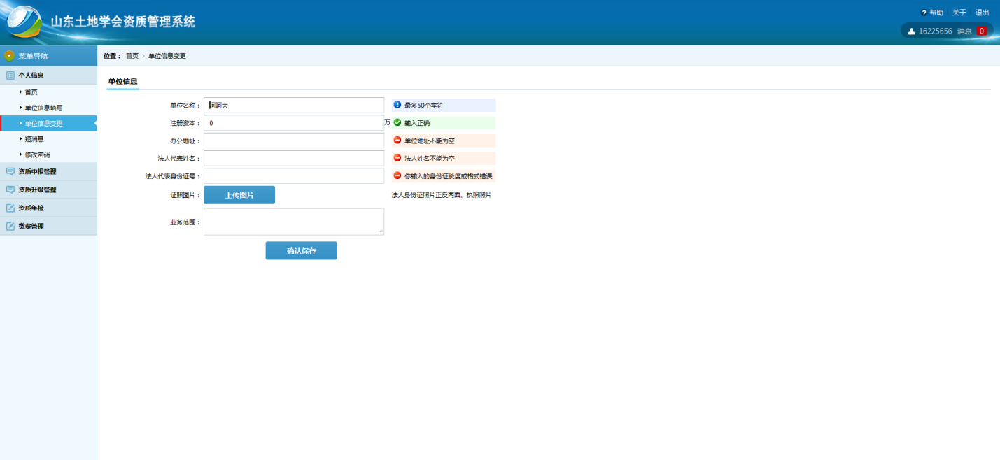 山东土地学会资质管理系统
帮助 关于 退出
16225656 消息 0
菜单导航
位置： 首页 › 单位信息变更
个人信息
首页
单位信息填写
单位信息变更
短消息
修改密码
资质申报管理
资质升级管理
资质年检
缴费管理
单位信息
单位名称： 呵呵大 最多50个字符
注册资本： 0 万 输入正确
办公地址： 单位地址不能为空
法人代表姓名： 法人姓名不能为空
法人代表身份证号： 你输入的身份证长度或格式错误
证照图片： 上传图片 法人身份证照片正反两面、执照照片
业务范围：
确认保存